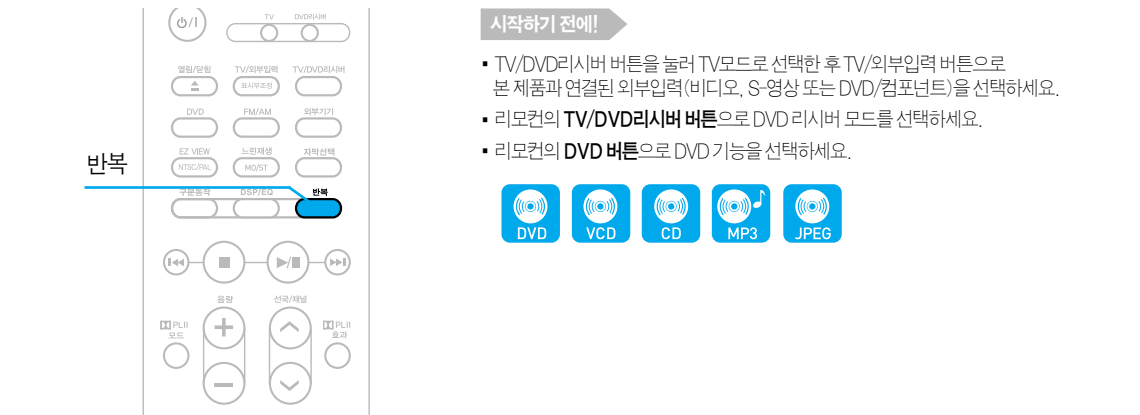 TV DVD리시버
⏻/I
열림/닫힘 TV/외부입력 TV/DVD리시버
표시부조정
DVD FM/AM 외부기기
EZ VIEW 느린재생 자막선택
NTSC/PAL MO/ST
반복
구분동작 DSP/EQ 반복
음량 선국/채널
PLII 모드
PLII 효과
시작하기 전에!
▪ TV/DVD리시버 버튼을 눌러 TV모드로 선택한 후 TV/외부입력 버튼으로
본 제품과 연결된 외부입력(비디오, S-영상 또는 DVD/컴포넌트)을 선택하세요.
▪ 리모컨의 TV/DVD리시버 버튼으로 DVD 리시버 모드를 선택하세요.
▪ 리모컨의 DVD 버튼으로 DVD 기능을 선택하세요.
DVD VCD CD MP3 JPEG